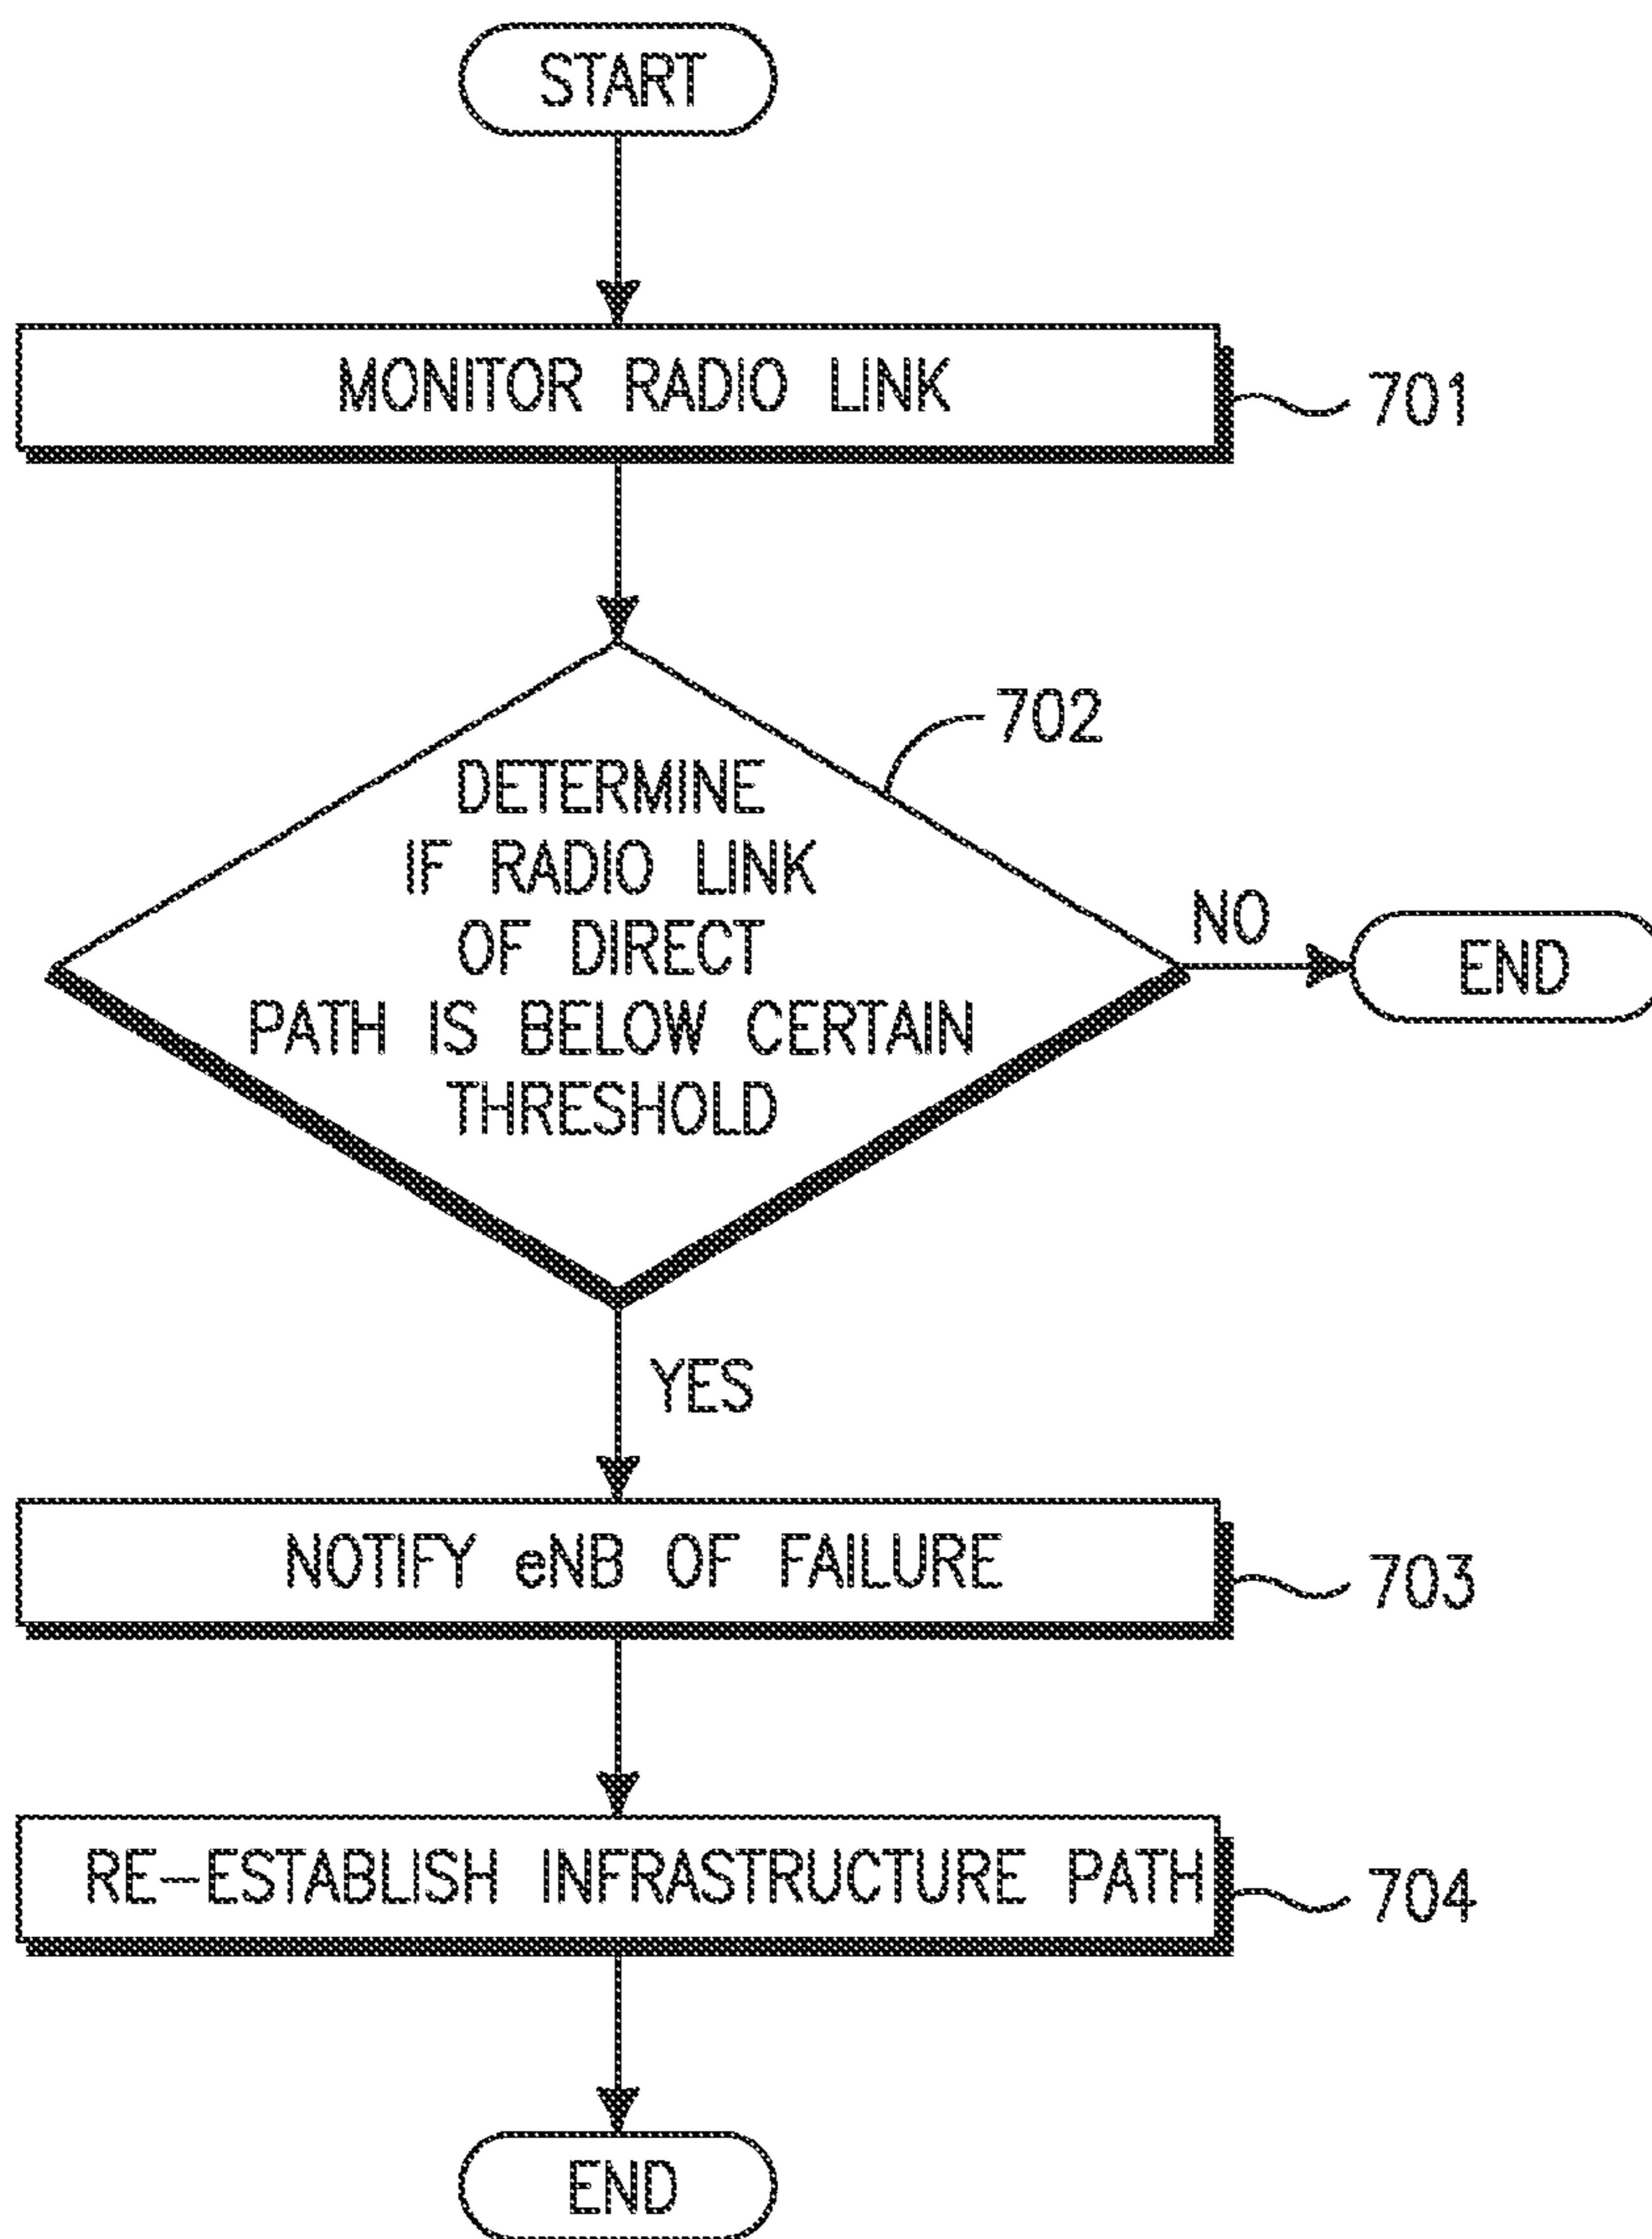 START
MONITOR RADIO LINK
701
702
DETERMINE
IF RADIO LINK
OF DIRECT
PATH IS BELOW CERTAIN
THRESHOLD
NO
END
YES
NOTIFY eNB OF FAILURE
703
RE-ESTABLISH INFRASTRUCTURE PATH
704
END